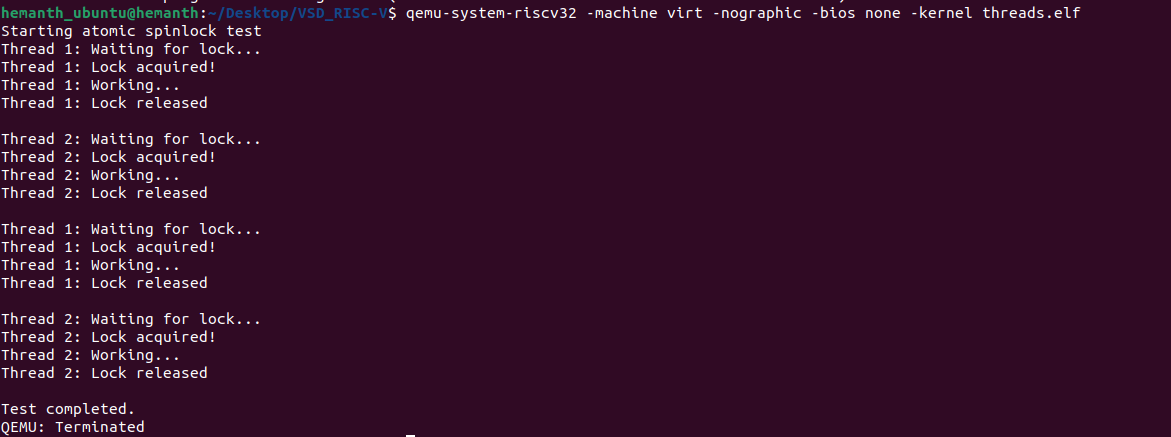 hemanth_ubuntu@hemanth:~/Desktop/VSD_RISC-V$ qemu-system-riscv32 -machine virt -nographic -bios none -kernel threads.elf
Starting atomic spinlock test
Thread 1: Waiting for lock...
Thread 1: Lock acquired!
Thread 1: Working...
Thread 1: Lock released

Thread 2: Waiting for lock...
Thread 2: Lock acquired!
Thread 2: Working...
Thread 2: Lock released

Thread 1: Waiting for lock...
Thread 1: Lock acquired!
Thread 1: Working...
Thread 1: Lock released

Thread 2: Waiting for lock...
Thread 2: Lock acquired!
Thread 2: Working...
Thread 2: Lock released

Test completed.
QEMU: Terminated